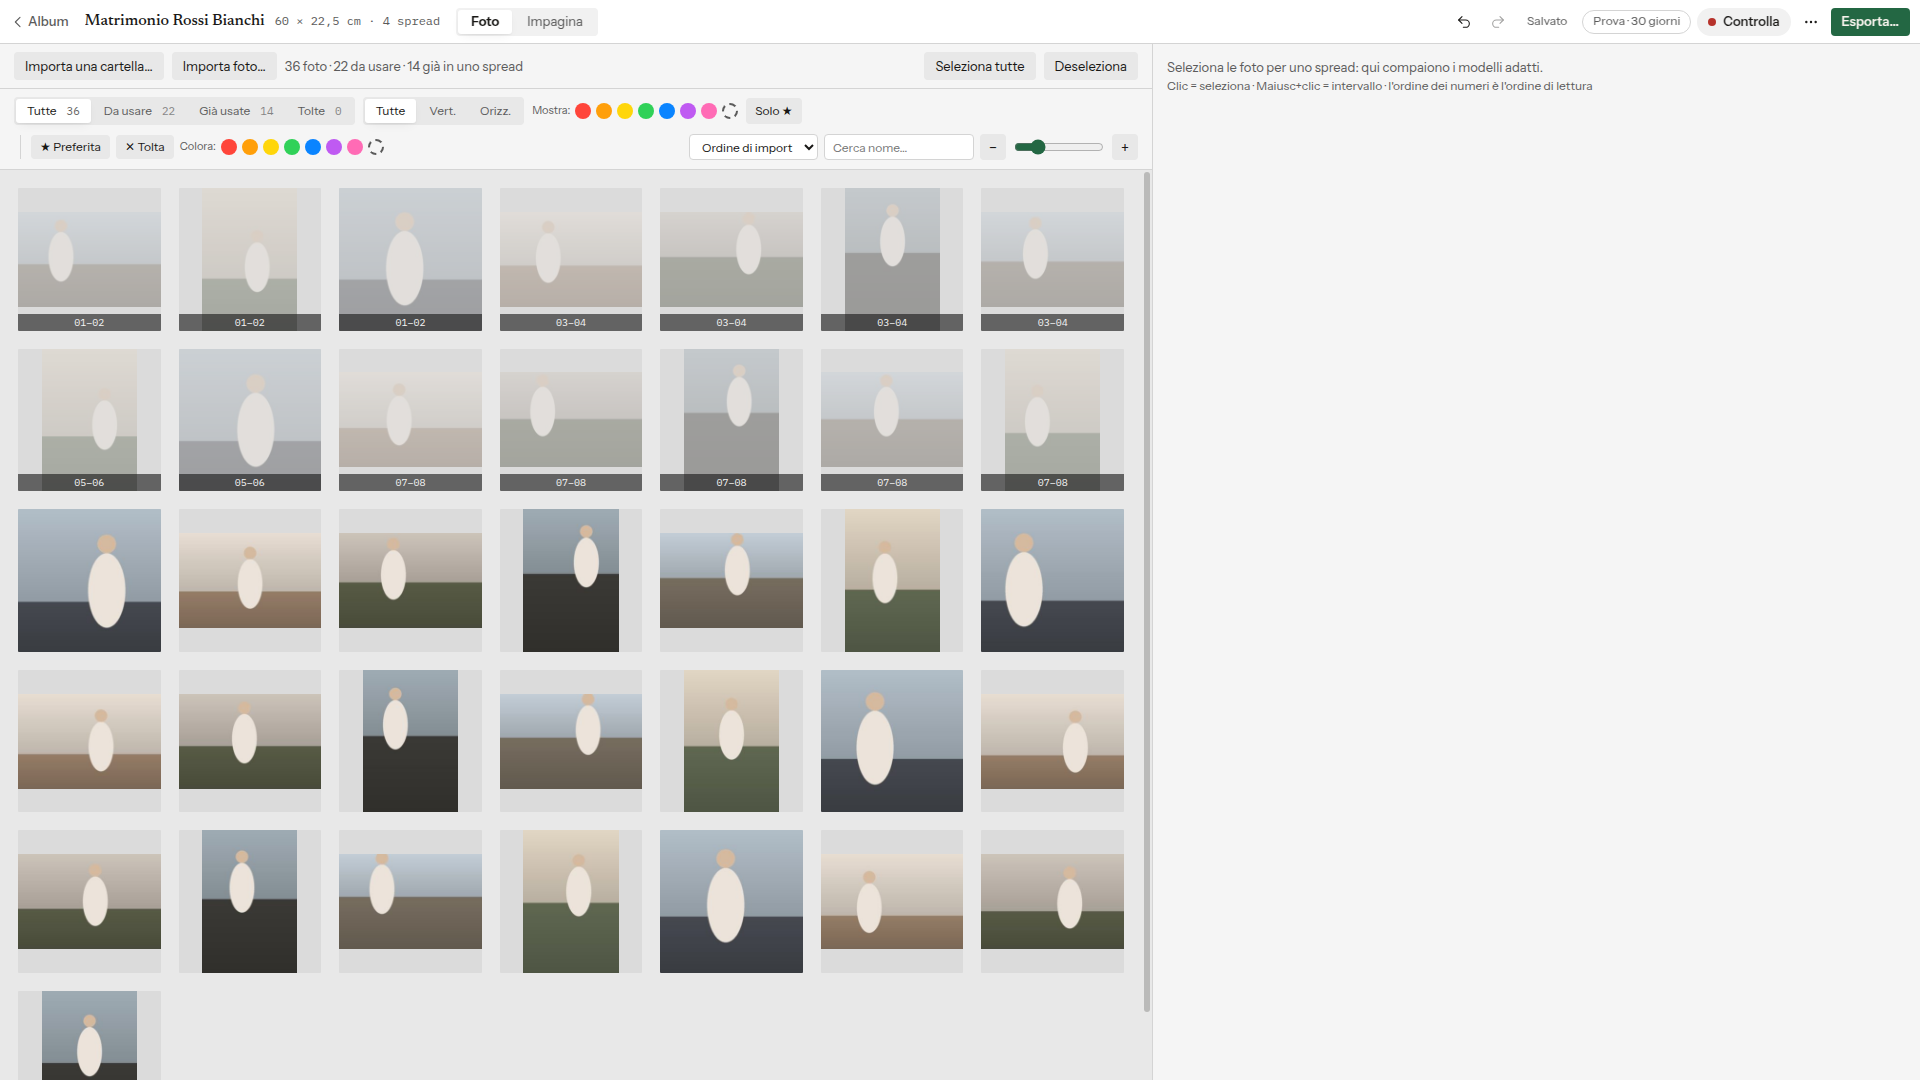 Album Matrimonio Rossi Bianchi 60 × 22,5 cm · 4 spread Foto Impagina Salvato Prova · 30 giorni Controlla ... Esporta...
Importa una cartella... Importa foto... 36 foto · 22 da usare · 14 già in uno spread Seleziona tutte Deseleziona
Tutte 36 Da usare 22 Già usate 14 Tolte 0 Tutte Vert. Orizz. Mostra: Solo ★
★ Preferita ✕ Tolta Colora: Ordine di import Cerca nome... − +
Seleziona le foto per uno spread: qui compaiono i modelli adatti.
Clic = seleziona · Maiusc+clic = intervallo · l'ordine dei numeri è l'ordine di lettura
01–02 01–02 01–02 03–04 03–04 03–04 03–04
05–06 05–06 07–08 07–08 07–08 07–08 07–08